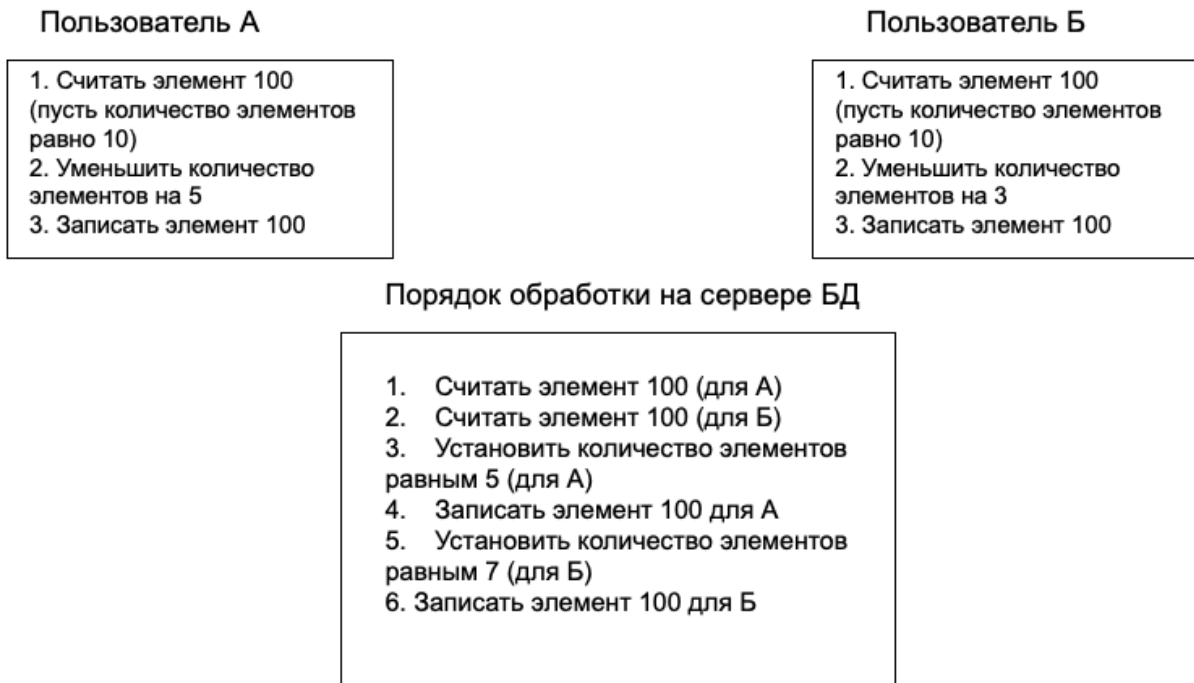 Пользователь А
Пользователь Б
1. Считать элемент 100
(пусть количество элементов
равно 10)
2. Уменьшить количество
элементов на 5
3. Записать элемент 100
1. Считать элемент 100
(пусть количество элементов
равно 10)
2. Уменьшить количество
элементов на 3
3. Записать элемент 100
Порядок обработки на сервере БД
1. Считать элемент 100 (для А)
2. Считать элемент 100 (для Б)
3. Установить количество элементов
равным 5 (для А)
4. Записать элемент 100 для А
5. Установить количество элементов
равным 7 (для Б)
6. Записать элемент 100 для Б